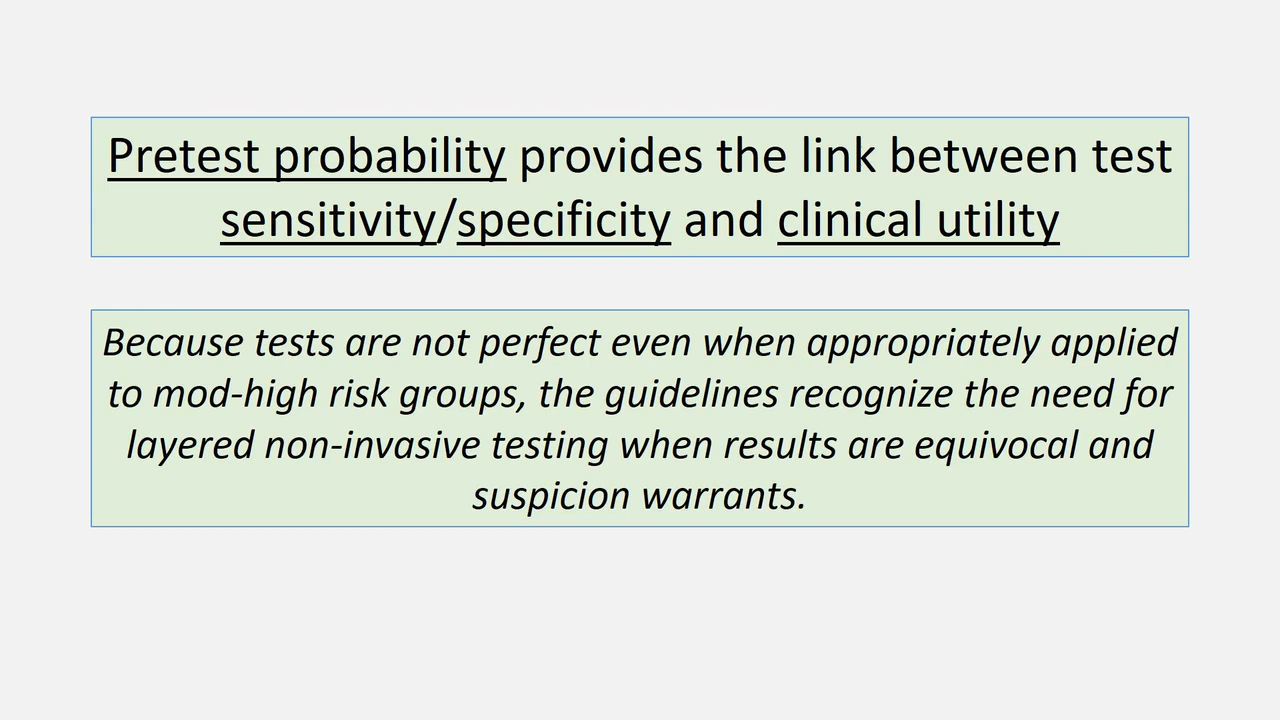 Pretest probability provides the link between test
sensitivity/specificity and clinical utility
Because tests are not perfect even when appropriately applied
to mod-high risk groups, the guidelines recognize the need for
layered non-invasive testing when results are equivocal and
suspicion warrants.